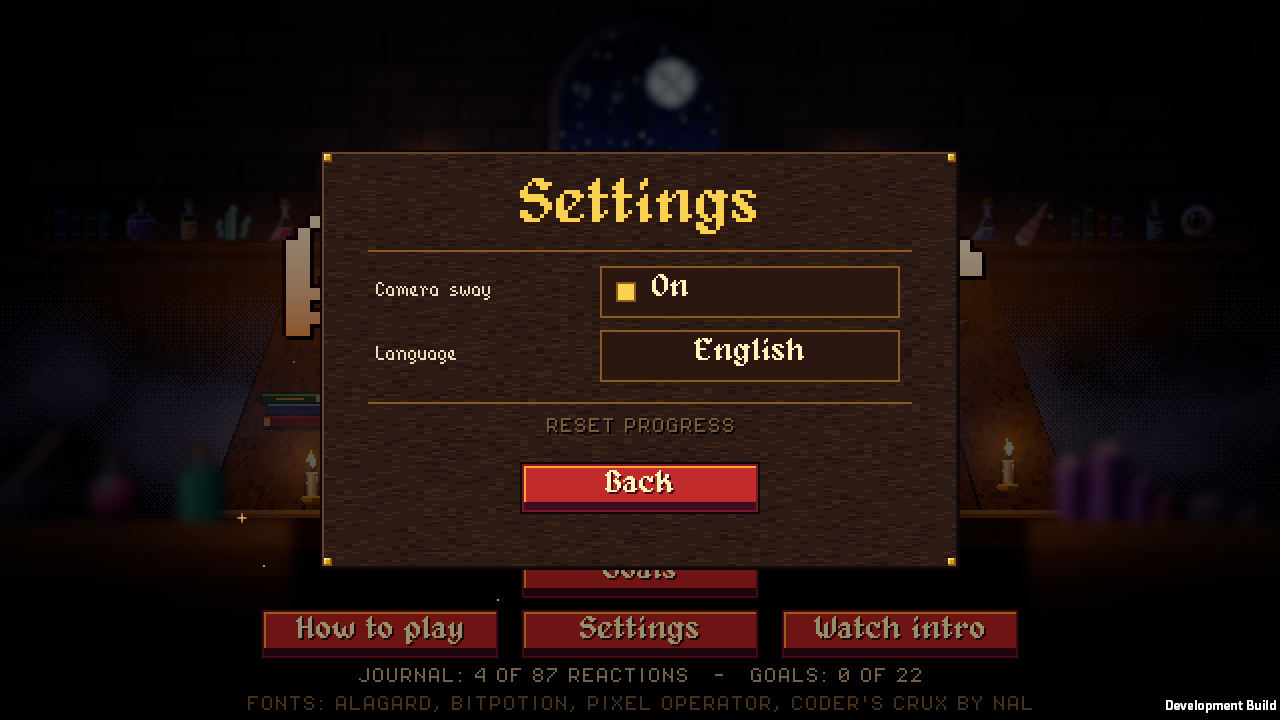 Settings
Camera sway
On
Language
English
RESET PROGRESS
Back
Goals
How to play
Settings
Watch intro
JOURNAL: 4 OF 87 REACTIONS - GOALS: 0 OF 22
FONTS: ALAGARD, BITPOTION, PIXEL OPERATOR, CODER'S CRUX BY NAL
Development Build